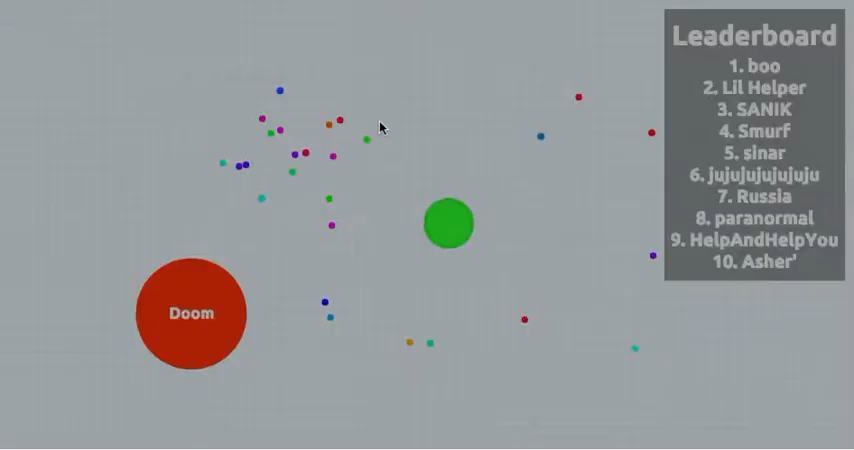 Leaderboard
1. boo
2. Lil Helper
3. SANIK
4. Smurf
5. sinar
6. jujujujujujuju
7. Russia
8. paranormal
9. HelpAndHelpYou
10. Asher'
Doom